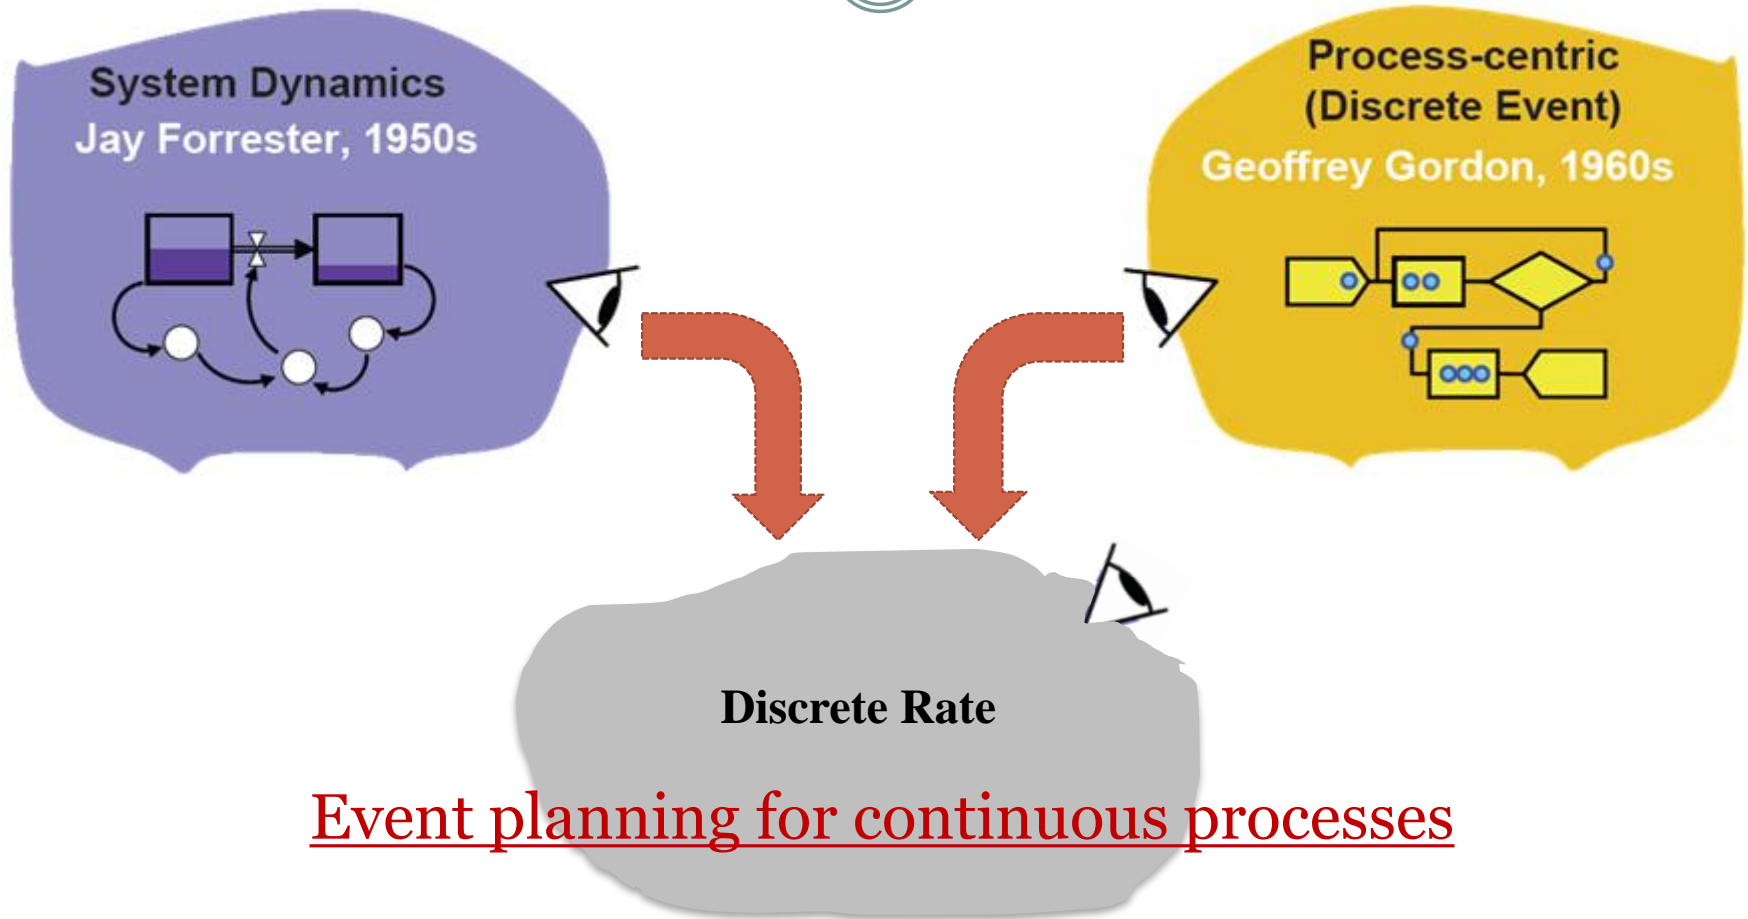 System Dynamics
Jay Forrester, 1950s
Process-centric
(Discrete Event)
Geoffrey Gordon, 1960s
Discrete Rate
Event planning for continuous processes